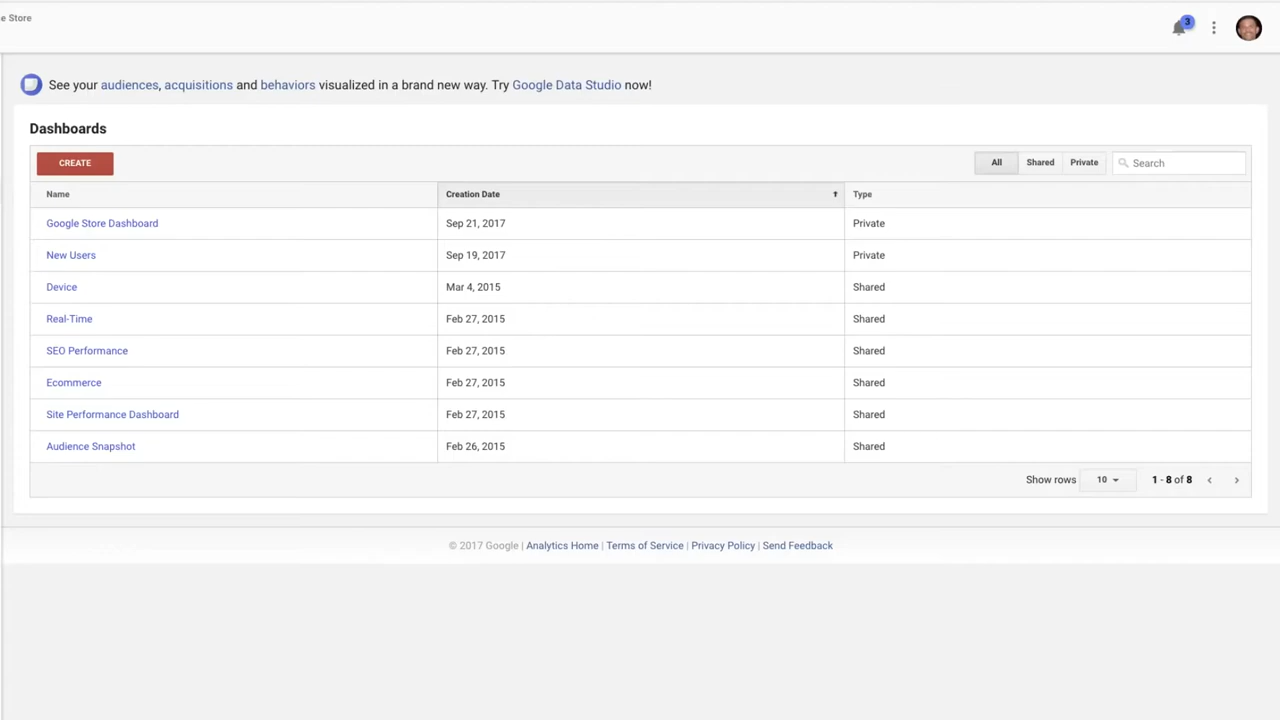 e Store
3
See your audiences, acquisitions and behaviors visualized in a brand new way. Try Google Data Studio now!
Dashboards
CREATE All Shared Private Search
Name Creation Date Type
Google Store Dashboard Sep 21, 2017 Private
New Users Sep 19, 2017 Private
Device Mar 4, 2015 Shared
Real-Time Feb 27, 2015 Shared
SEO Performance Feb 27, 2015 Shared
Ecommerce Feb 27, 2015 Shared
Site Performance Dashboard Feb 27, 2015 Shared
Audience Snapshot Feb 26, 2015 Shared
Show rows 10 1 - 8 of 8
© 2017 Google | Analytics Home | Terms of Service | Privacy Policy | Send Feedback